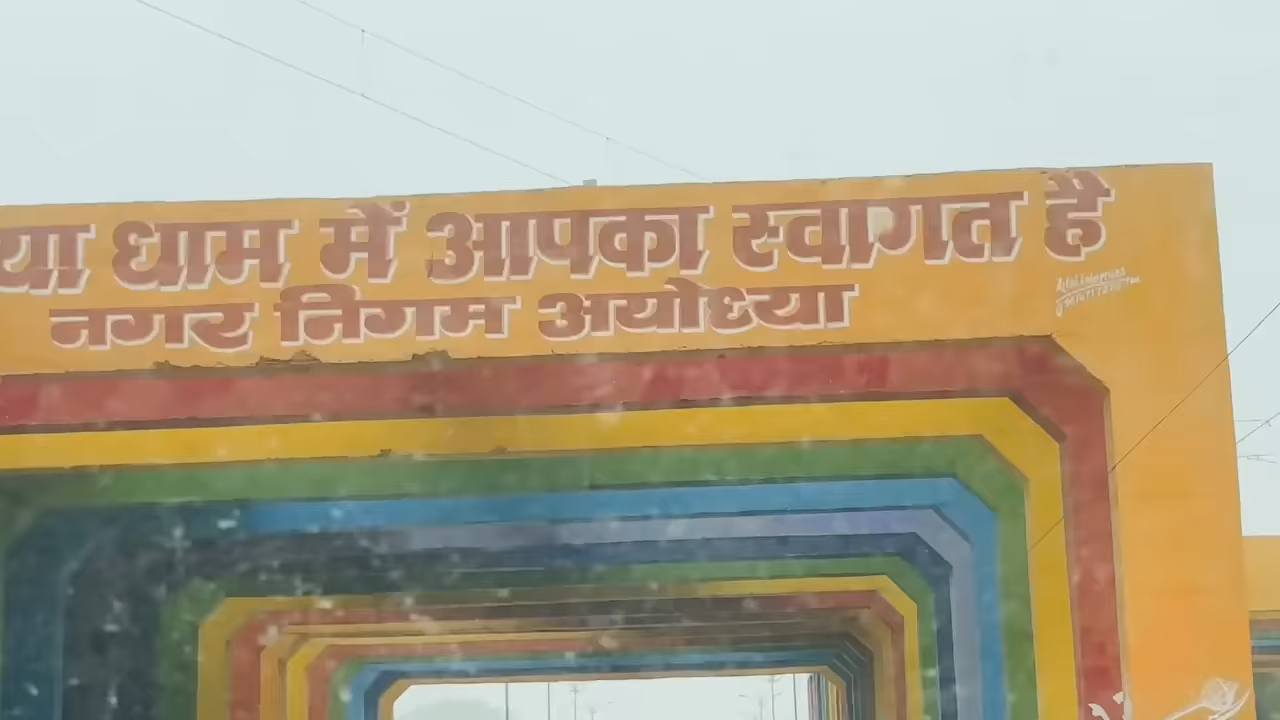 या धाम में आपका स्वागत है
नगर निगम अयोध्या